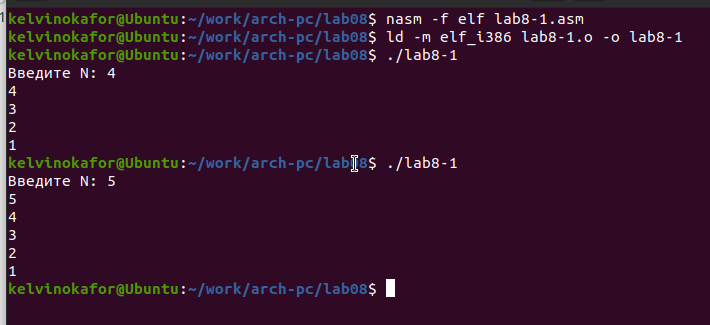 kelvinokafor@Ubuntu:~/work/arch-pc/lab08$ nasm -f elf lab8-1.asm
kelvinokafor@Ubuntu:~/work/arch-pc/lab08$ ld -m elf_i386 lab8-1.o -o lab8-1
kelvinokafor@Ubuntu:~/work/arch-pc/lab08$ ./lab8-1
Введите N: 4
4
3
2
1
kelvinokafor@Ubuntu:~/work/arch-pc/lab08$ ./lab8-1
Введите N: 5
5
4
3
2
1
kelvinokafor@Ubuntu:~/work/arch-pc/lab08$